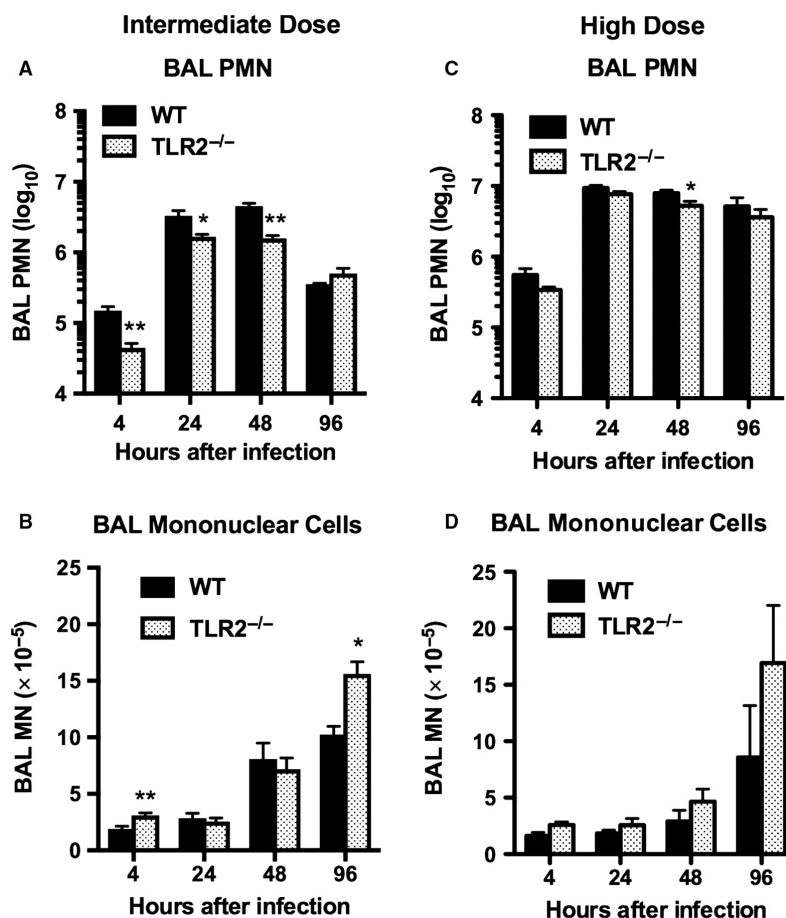 Intermediate Dose
High Dose
A
BAL PMN
WT
TLR2−/−
BAL PMN (log10)
8
7
6
5
4
**
*
**
4 24 48 96
Hours after infection
C
BAL PMN
WT
TLR2−/−
BAL PMN (log10)
8
7
6
5
4
*
4 24 48 96
Hours after infection
B
BAL Mononuclear Cells
WT
TLR2−/−
BAL MN (× 10−5)
25
20
15
10
5
0
**
*
4 24 48 96
Hours after infection
D
BAL Mononuclear Cells
WT
TLR2−/−
BAL MN (× 10−5)
25
20
15
10
5
0
4 24 48 96
Hours after infection